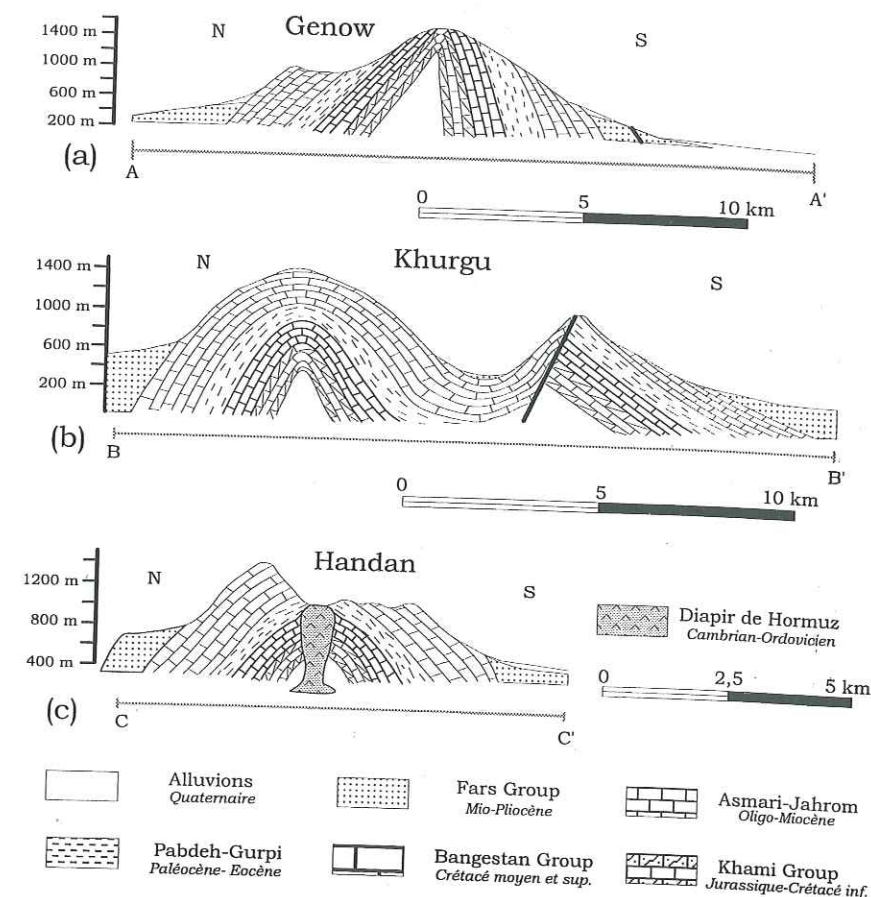 1400 m
N
Genow
S
1000 m
600 m
200 m
(a)
A
A'
0
5
10 km
1400 m
N
Khurgu
S
1000 m
600 m
200 m
(b)
B
B'
0
5
10 km
Handan
1200 m
N
S
800 m
Diapir de Hormuz
Cambrian-Ordovicien
400 m
0
2,5
5 km
(c)
C
C'
Alluvions
Quaternaire
Fars Group
Mio-Pliocène
Asmari-Jahrom
Oligo-Miocène
Pabdeh-Gurpi
Paléocène- Eocène
Bangestan Group
Crétacé moyen et sup.
Khami Group
Jurassique-Crétacé inf.